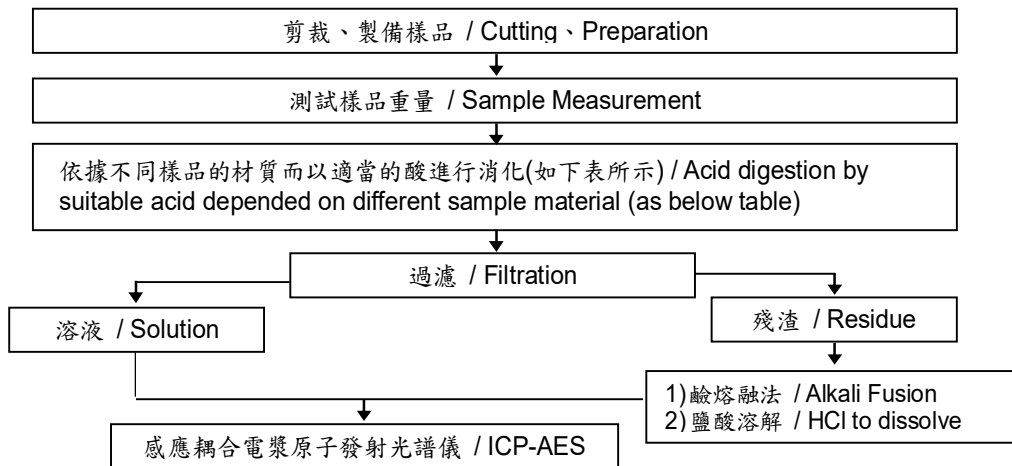 剪裁、製備樣品 / Cutting、Preparation
測試樣品重量 / Sample Measurement
依據不同樣品的材質而以適當的酸進行消化(如下表所示) / Acid digestion by
suitable acid depended on different sample material (as below table)
過濾 / Filtration
溶液 / Solution
殘渣 / Residue
1)鹼熔融法 / Alkali Fusion
2)鹽酸溶解 / HCl to dissolve
感應耦合電漿原子發射光譜儀 / ICP-AES